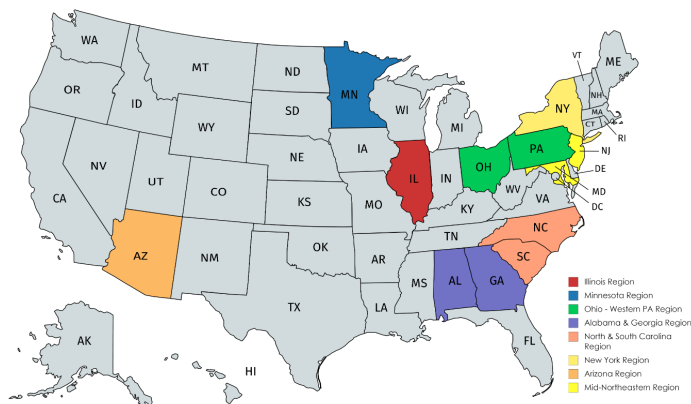 WA
MT
ND
MN
OR
ID
SD
WI
MI
NY
VT
ME
NH
MA
CT
RI
WY
NE
IA
PA
NJ
NV
UT
CO
IL
IN
OH
DE
MD
DC
CA
KS
MO
WV
VA
KY
NC
TN
AZ
NM
OK
AR
SC
MS
AL
GA
TX
LA
FL
AK
HI
Illinois Region
Minnesota Region
Ohio - Western PA Region
Alabama & Georgia Region
North & South Carolina
Region
New York Region
Arizona Region
Mid-Northeastern Region